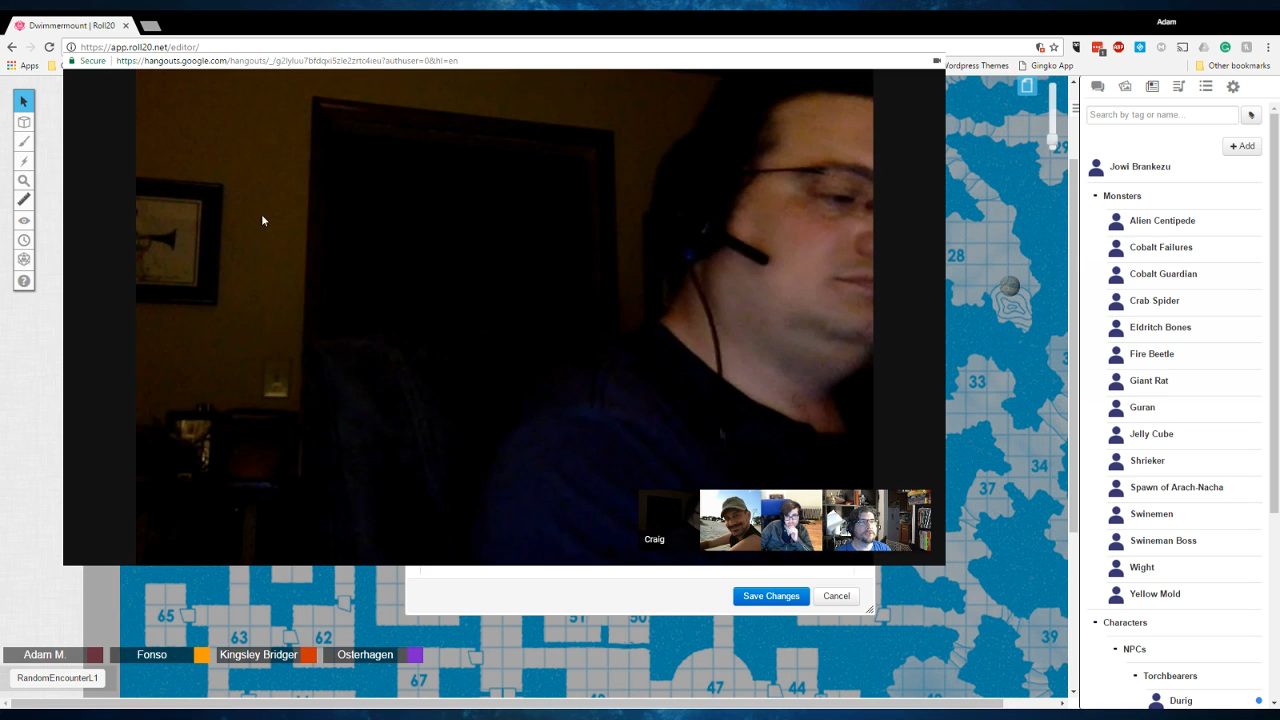 Adam
Dwimmermount | Roll20
https://app.roll20.net/editor/
Secure
https://hangouts.google.com/hangouts/_/g2lyluu7bfdqxi5zle2zrtc4ieu?authuser=0&hl=en
Apps
Wordpress Themes
Gingko App
Other bookmarks
Search by tag or name...
+ Add
Jowi Brankezu
Monsters
Alien Centipede
Cobalt Failures
Cobalt Guardian
Crab Spider
Eldritch Bones
Fire Beetle
Giant Rat
Guran
Jelly Cube
Shrieker
Spawn of Arach-Nacha
Swinemen
Swineman Boss
Wight
Yellow Mold
Characters
NPCs
Torchbearers
Durig
29
28
33
34
37
39
Craig
Save Changes
Cancel
65
63
62
51
50
67
47
44
Adam M.
Fonso
Kingsley Bridger
Osterhagen
RandomEncounterL1